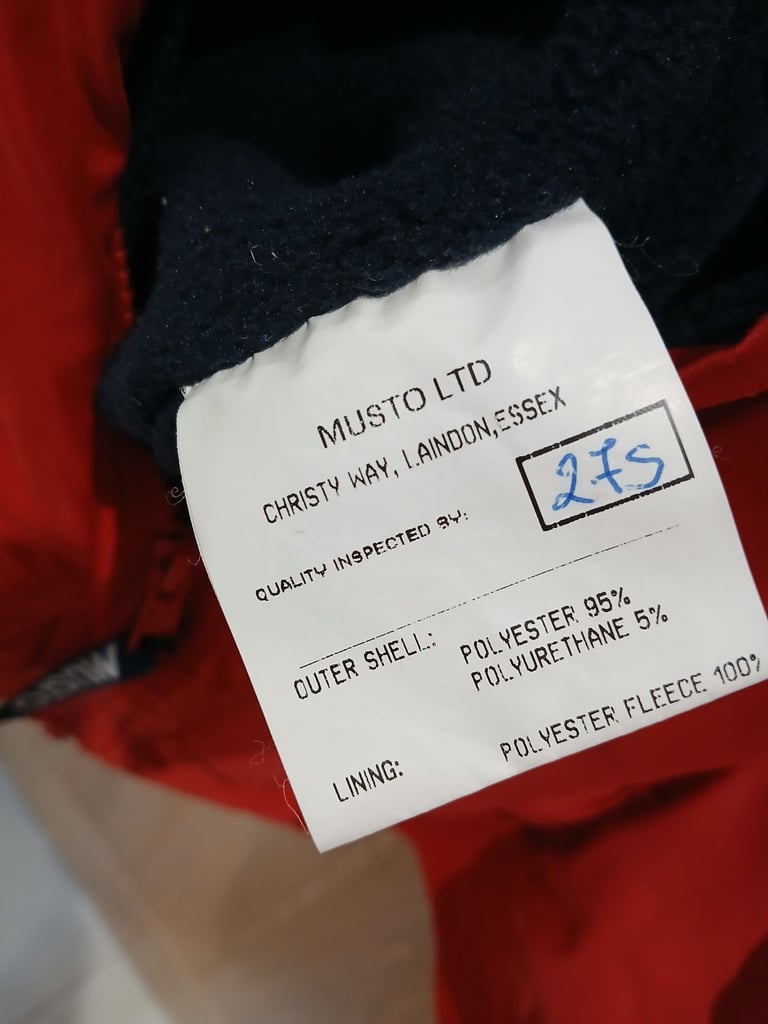 MUSTO LTD
CHRISTY WAY, LAINDON, ESSEX
QUALITY INSPECTED BY: 275
OUTER SHELL: POLYESTER 95%
POLYURETHANE 5%
LINING: POLYESTER FLEECE 100%